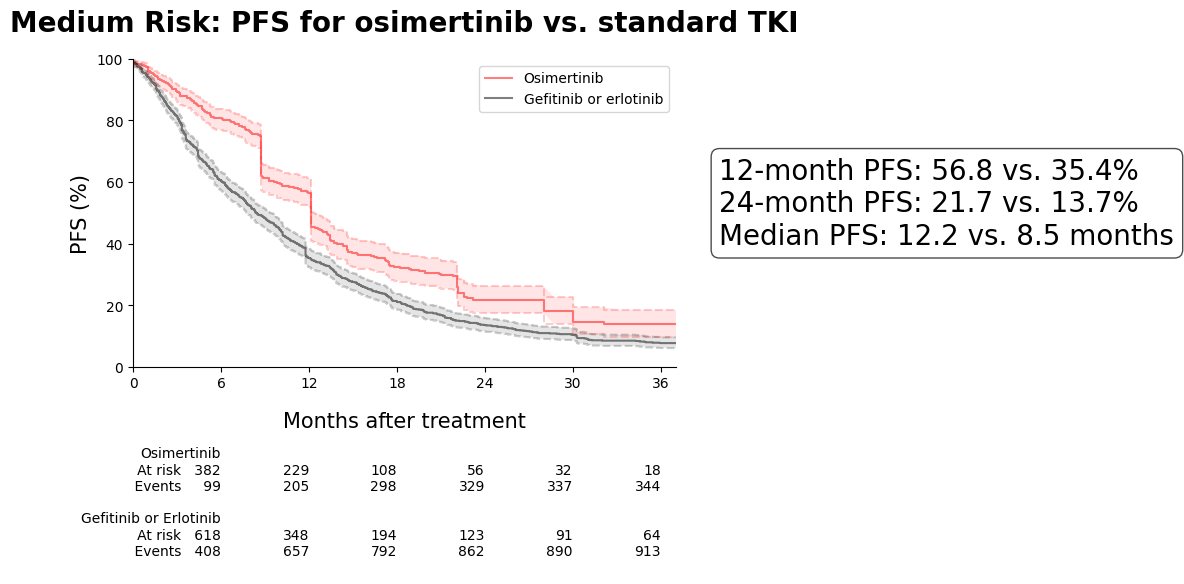 Medium Risk: PFS for osimertinib vs. standard TKI
100
80
60
40
20
0
PFS (%)
Osimertinib
Gefitinib or erlotinib
12-month PFS: 56.8 vs. 35.4%
24-month PFS: 21.7 vs. 13.7%
Median PFS: 12.2 vs. 8.5 months
0 6 12 18 24 30 36
Months after treatment
Osimertinib
At risk 382 229 108 56 32 18
Events 99 205 298 329 337 344
Gefitinib or Erlotinib
At risk 618 348 194 123 91 64
Events 408 657 792 862 890 913